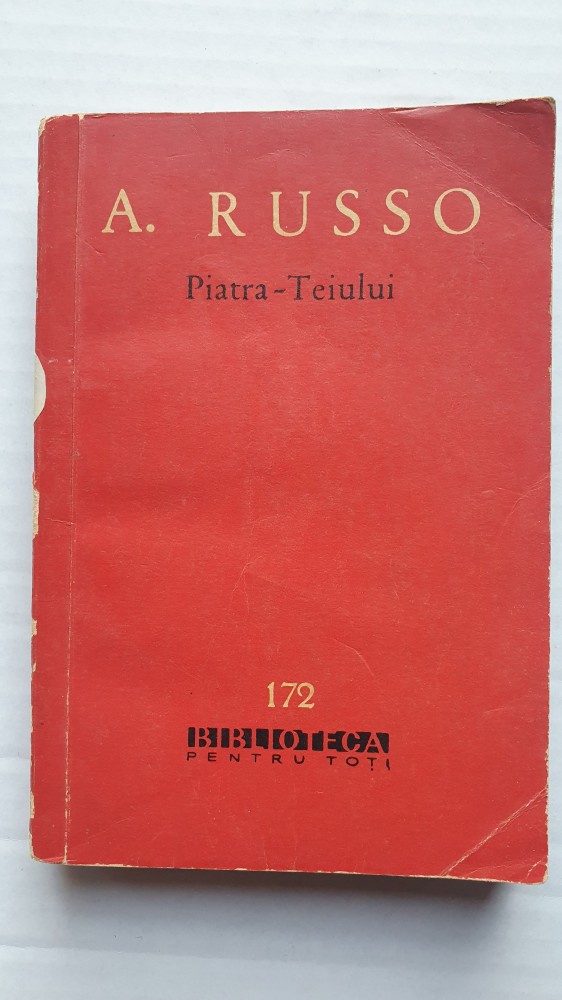 A. RUSSO
Piatra-Teiului
172
BIBLIOTECA
PENTRU TOȚI